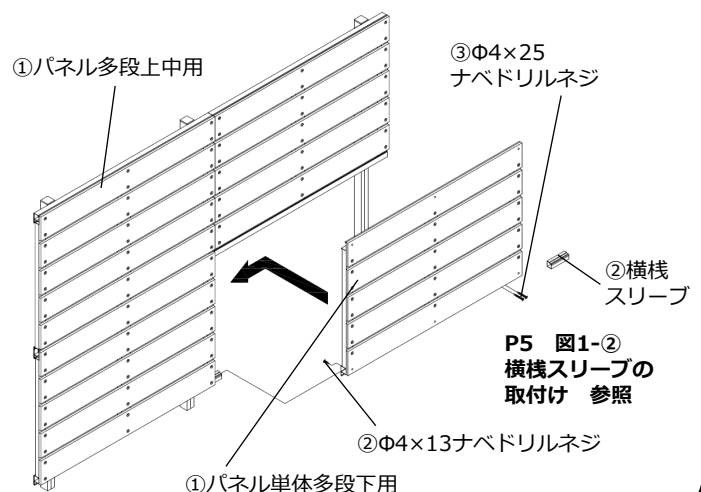 ①パネル多段上中用
③Φ4×25
ナベドリルネジ
②横桟
スリーブ
P5　図1-②
横桟スリーブの
取付け　参照
②Φ4×13ナベドリルネジ
①パネル単体多段下用